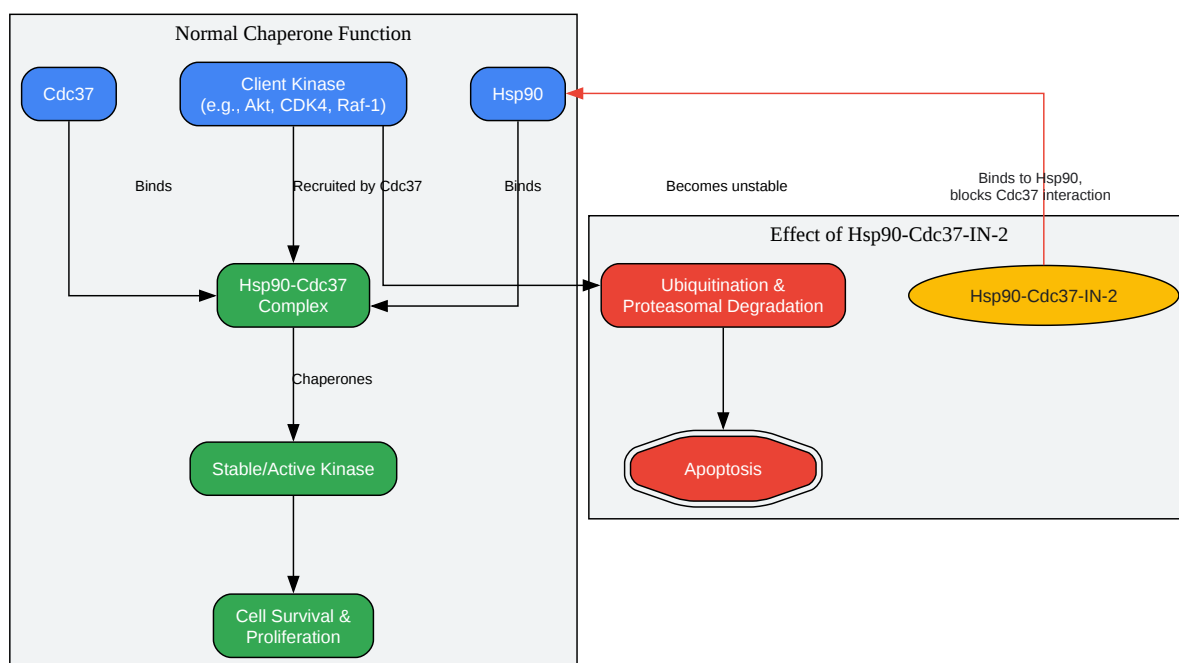 Normal Chaperone Function
Cdc37
Client Kinase
(e.g., Akt, CDK4, Raf-1)
Hsp90
Binds
Recruited by Cdc37
Binds
Becomes unstable
Binds to Hsp90,
blocks Cdc37 interaction
Effect of Hsp90-Cdc37-IN-2
Hsp90-Cdc37
Complex
Ubiquitination &
Proteasomal Degradation
Hsp90-Cdc37-IN-2
Chaperones
Stable/Active Kinase
Apoptosis
Cell Survival &
Proliferation